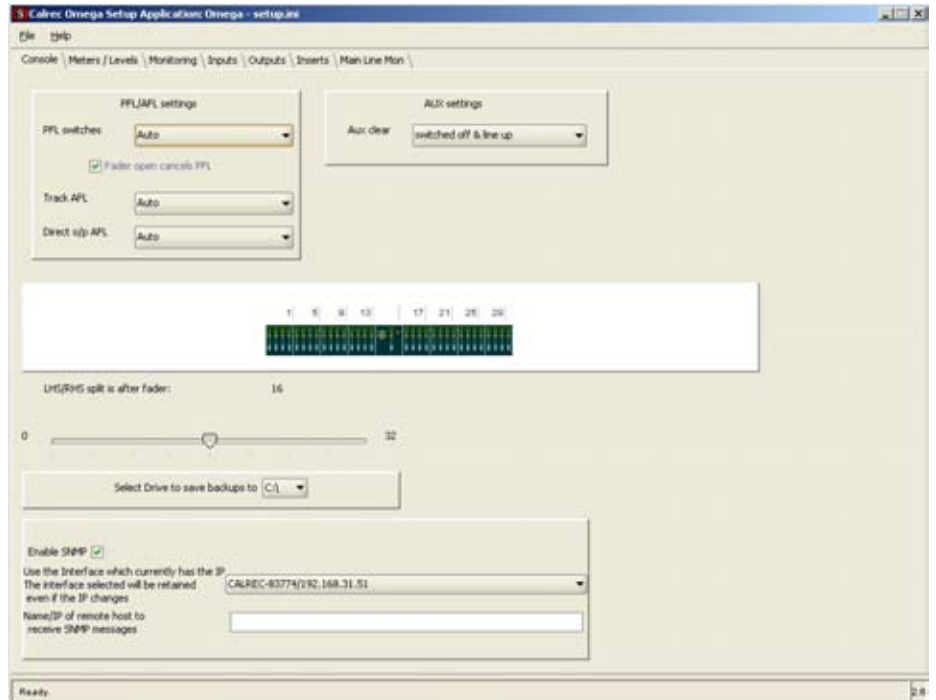 Calrec Omega Setup Application: Omega - setup.ini
File Help
Console Meters / Levels Monitoring Inputs Outputs Inserts Main Line Mon
PFL/AFL settings
PFL switches Auto
Fader open cancels PFL
Track AFL Auto
Direct o/p AFL Auto
AUX settings
Aux clear switched off & line up
1 5 9 13 17 21 25 29
LHS/RHS split is after fader: 16
0 32
Select Drive to save backups to C:\
Enable SNMP
Use the Interface which currently has the IP
The interface selected will be retained
even if the IP changes
CALREC-83774/192.168.31.51
Name/IP of remote host to
receive SNMP messages
Ready.
2.8